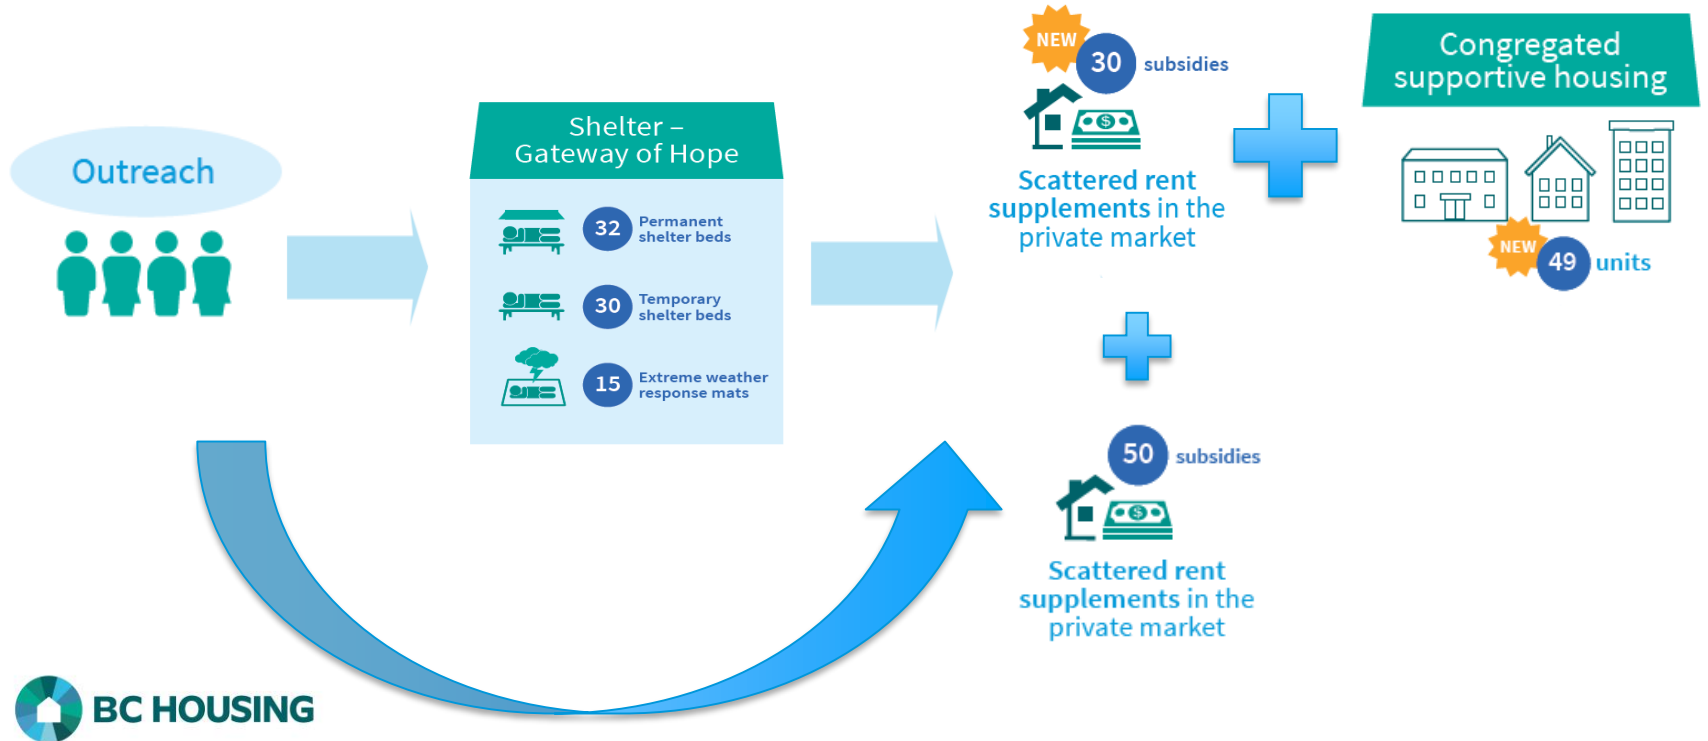 Outreach
Shelter –
Gateway of Hope
32 Permanent
shelter beds
30 Temporary
shelter beds
15 Extreme weather
response mats
NEW
30 subsidies
$
Scattered rent
supplements in the
private market
50 subsidies
$
Scattered rent
supplements in the
private market
Congregated
supportive housing
NEW
49 units
BC HOUSING